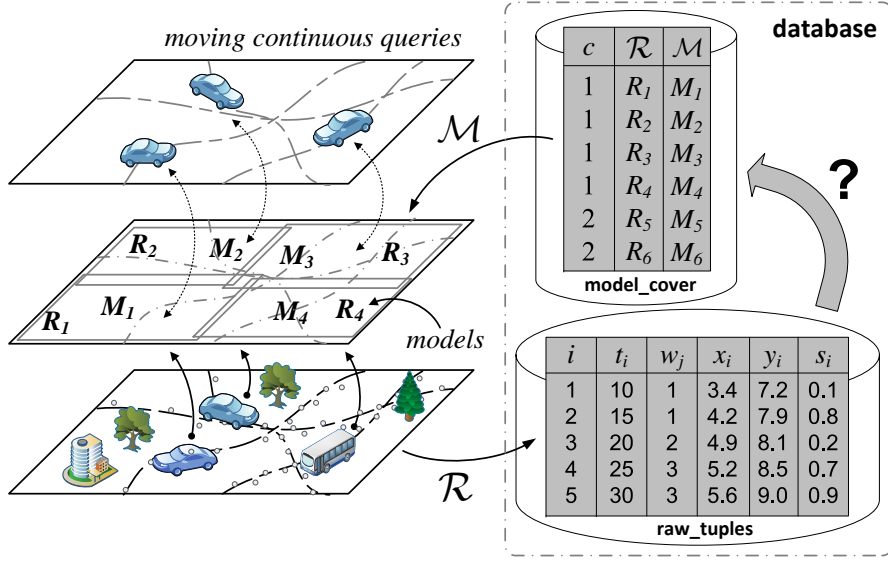 moving continuous queries
ℳ
R₂ M₂ M₃ R₃
R₁ M₁ M₄ R₄
models
ℛ
database
c ℛ ℳ
1 R₁ M₁
1 R₂ M₂
1 R₃ M₃
1 R₄ M₄
2 R₅ M₅
2 R₆ M₆
model_cover
?
i tᵢ wⱼ xᵢ yᵢ sᵢ
1 10 1 3.4 7.2 0.1
2 15 1 4.2 7.9 0.8
3 20 2 4.9 8.1 0.2
4 25 3 5.2 8.5 0.7
5 30 3 5.6 9.0 0.9
raw_tuples